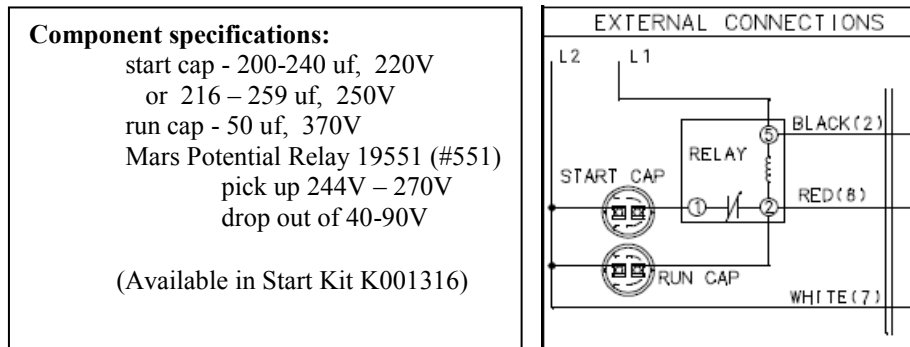 Component specifications:
start cap - 200-240 uf, 220V
or 216 – 259 uf, 250V
run cap - 50 uf, 370V
Mars Potential Relay 19551 (#551)
pick up 244V – 270V
drop out of 40-90V
(Available in Start Kit K001316)
EXTERNAL CONNECTIONS
L2 L1
5 BLACK(2)
RELAY
START CAP
1 2 RED(8)
RUN CAP
WHITE(7)